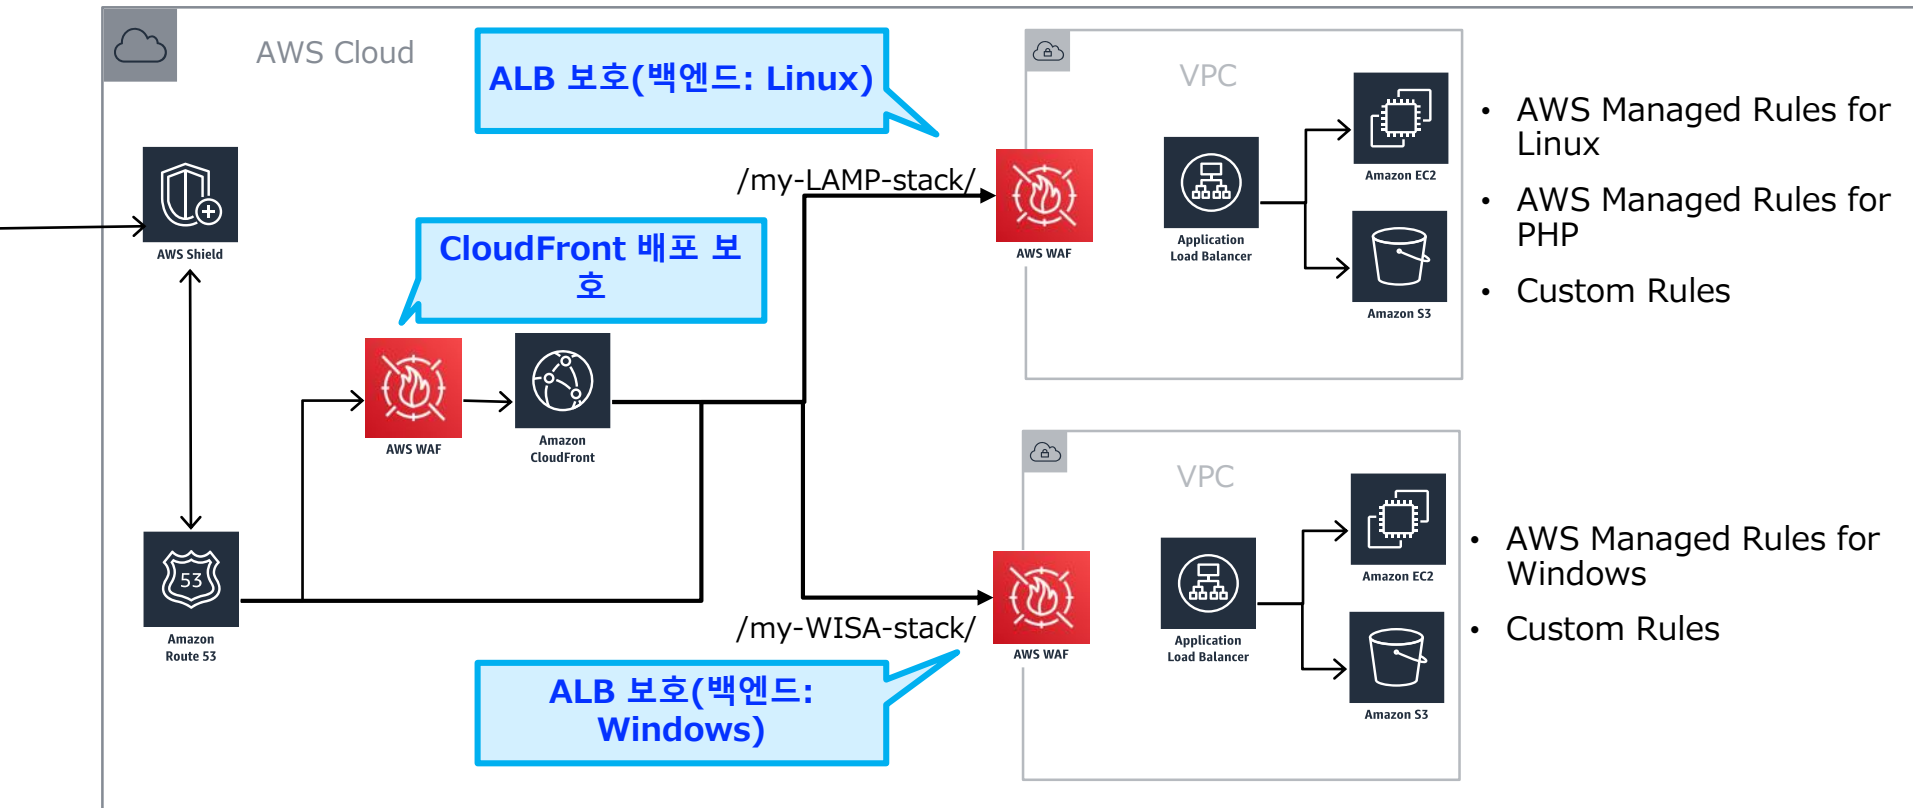 AWS Cloud
ALB 보호(백엔드: Linux)
VPC
Amazon EC2
Application
Load Balancer
Amazon S3
• AWS Managed Rules for
Linux
• AWS Managed Rules for
PHP
• Custom Rules
/my-LAMP-stack/
AWS WAF
AWS Shield
CloudFront 배포 보
호
AWS WAF
Amazon
CloudFront
53
Amazon
Route 53
/my-WISA-stack/
AWS WAF
ALB 보호(백엔드:
Windows)
VPC
Amazon EC2
Application
Load Balancer
Amazon S3
• AWS Managed Rules for
Windows
• Custom Rules